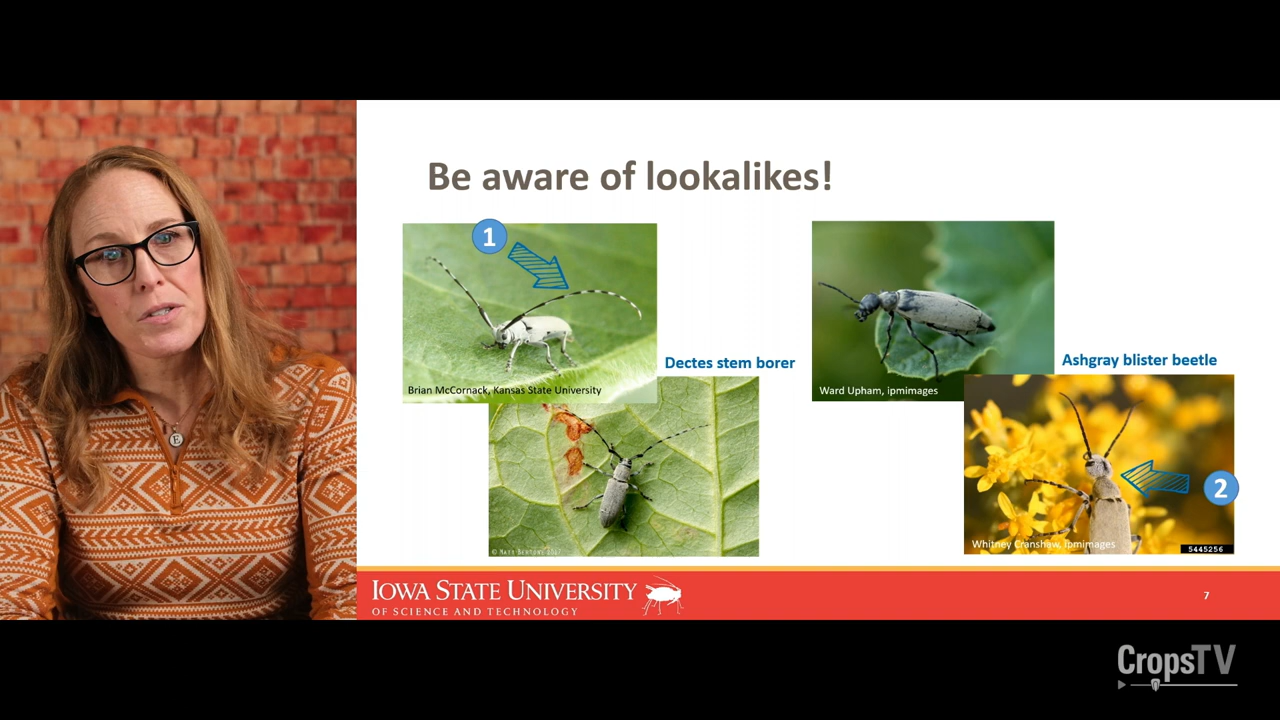 Be aware of lookalikes!
1
Brian McCornack, Kansas State University
Dectes stem borer
Ward Upham, ipmimages
Ashgray blister beetle
2
Whitney Cranshaw, ipmimages
5445256
E
IOWA STATE UNIVERSITY
OF SCIENCE AND TECHNOLOGY
7
CropsTV